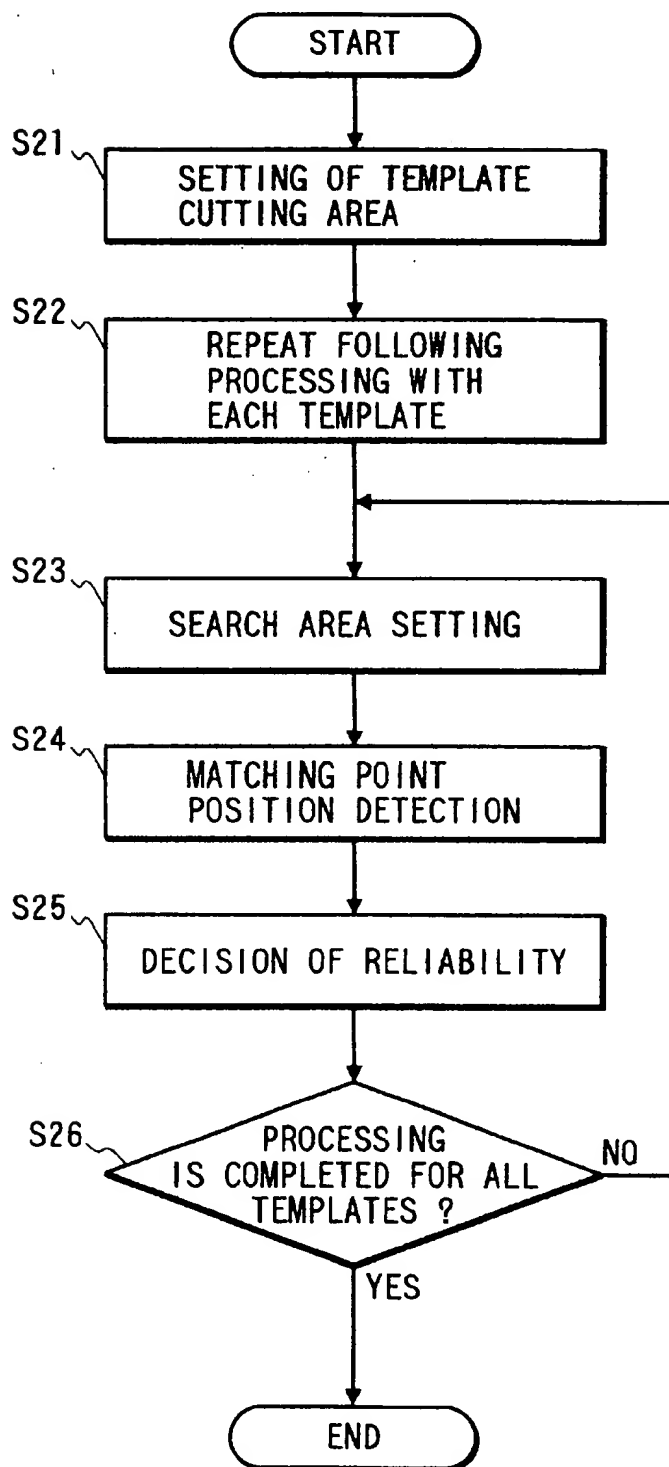 START
S21
SETTING OF TEMPLATE
CUTTING AREA
S22
REPEAT FOLLOWING
PROCESSING WITH
EACH TEMPLATE
S23
SEARCH AREA SETTING
S24
MATCHING POINT
POSITION DETECTION
S25
DECISION OF RELIABILITY
S26
PROCESSING
IS COMPLETED FOR ALL
TEMPLATES ?
NO
YES
END